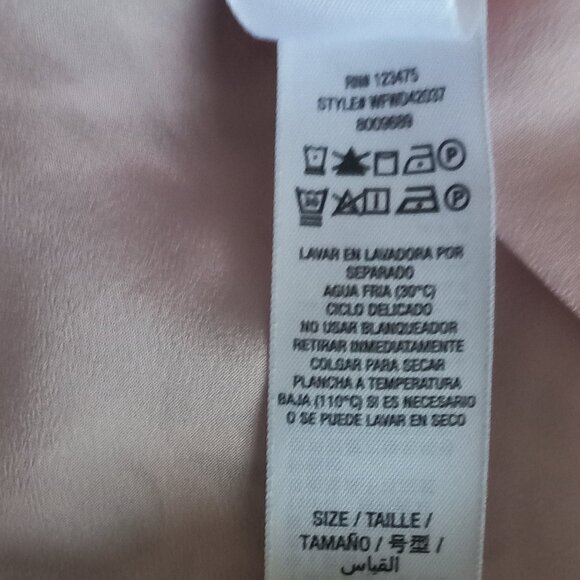 RN# 123475
STYLE# WFWD42037
8009689
P
30 P
LAVAR EN LAVADORA POR
SEPARADO
AGUA FRIA (30°C)
CICLO DELICADO
NO USAR BLANQUEADOR
RETIRAR INMEDIATAMENTE
COLGAR PARA SECAR
PLANCHA A TEMPERATURA
BAJA (110°C) SI ES NECESARIO
O SE PUEDE LAVAR EN SECO
SIZE / TAILLE /
TAMAÑO / 号型 /
القياس